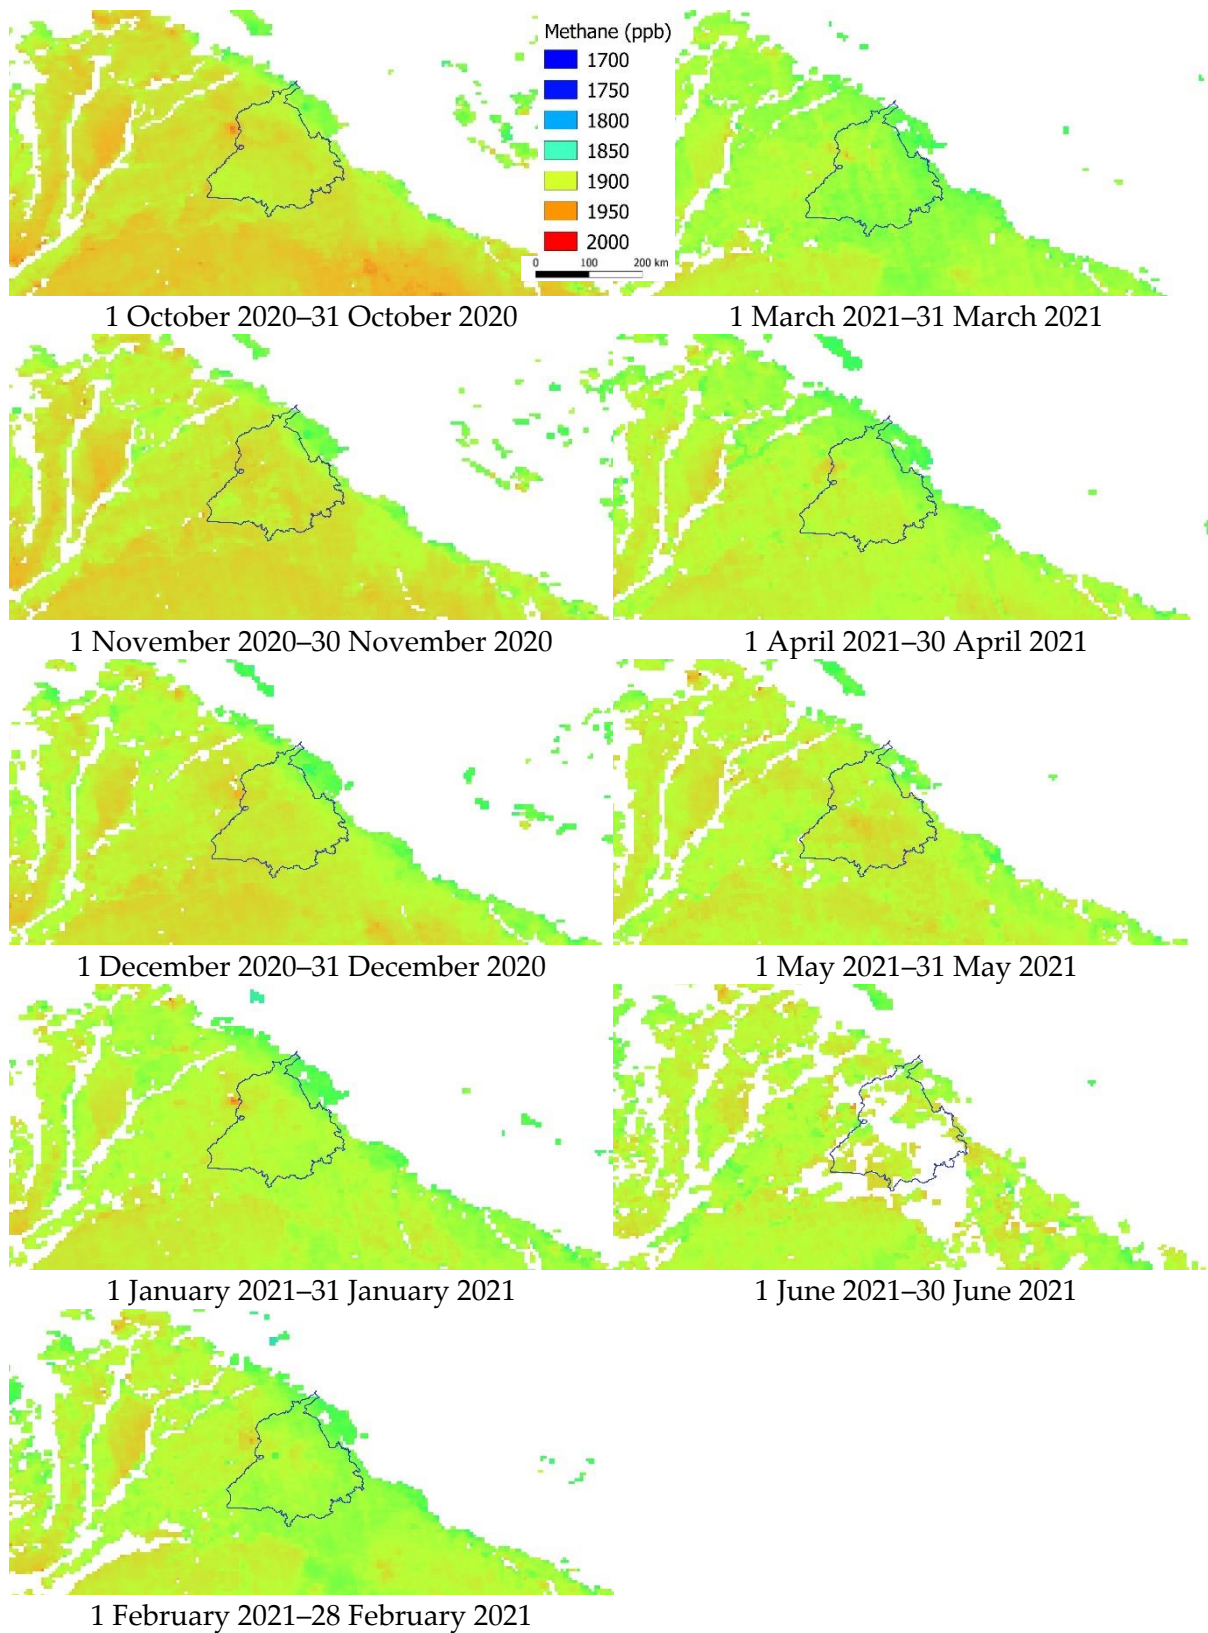 Methane (ppb)
1700
1750
1800
1850
1900
1950
2000
0 100 200 km
1 October 2020–31 October 2020
1 March 2021–31 March 2021
1 November 2020–30 November 2020
1 April 2021–30 April 2021
1 December 2020–31 December 2020
1 May 2021–31 May 2021
1 January 2021–31 January 2021
1 June 2021–30 June 2021
1 February 2021–28 February 2021